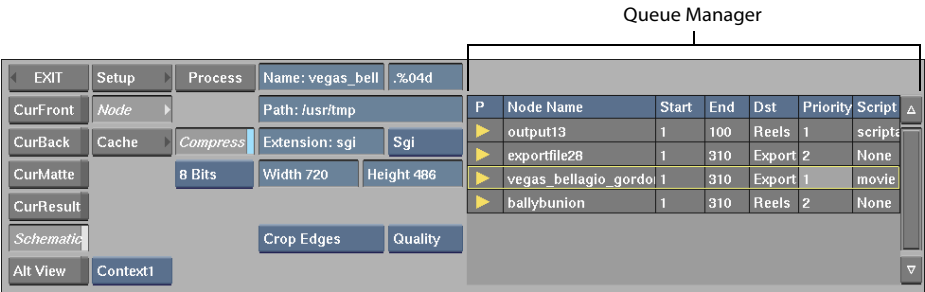 Queue Manager
EXIT Setup Process Name: vegas_bell .%04d
CurFront Node Path: /usr/tmp
CurBack Cache Compress Extension: sgi Sgi
CurMatte 8 Bits Width 720 Height 486
CurResult
Schematic Crop Edges Quality
Alt View Context1
P Node Name Start End Dst Priority Script
output13 1 100 Reels 1 scripta
exportfile28 1 310 Export 2 None
vegas_bellagio_gordo 1 310 Export 1 movie
ballybunion 1 310 Reels 2 None